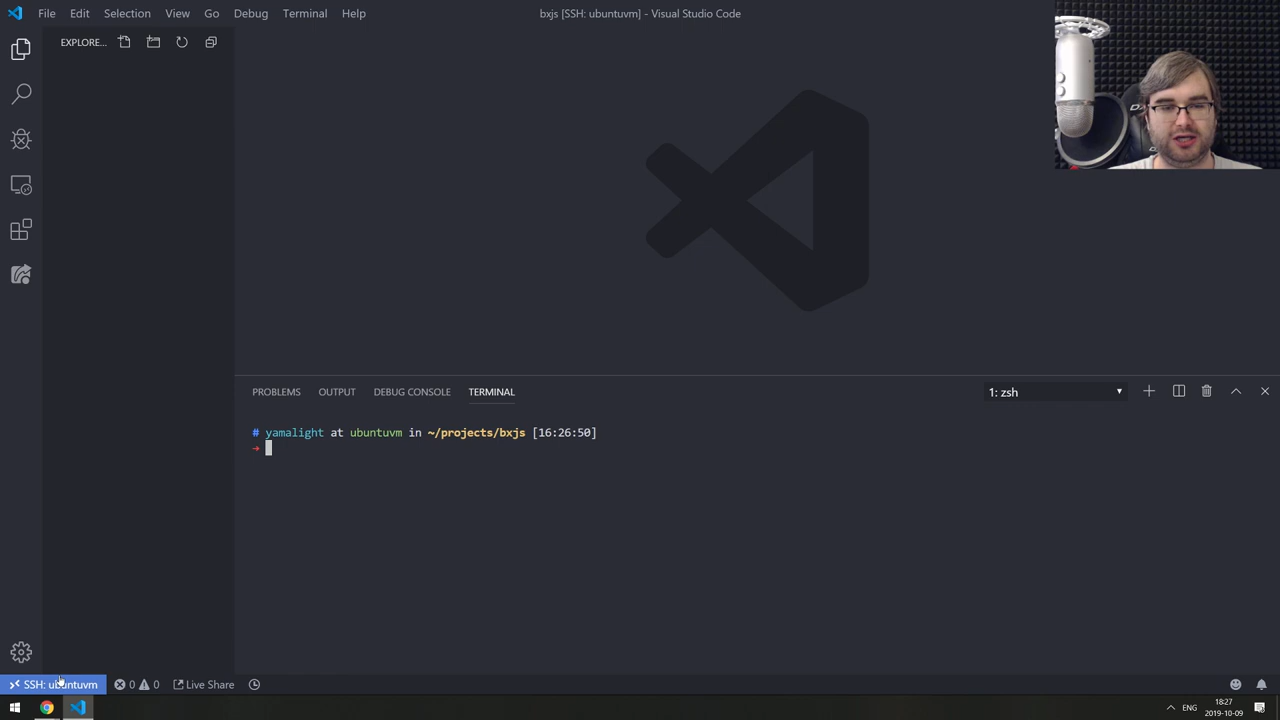 File Edit Selection View Go Debug Terminal Help
bxjs [SSH: ubuntuvm] - Visual Studio Code
EXPLORE...
PROBLEMS OUTPUT DEBUG CONSOLE TERMINAL
1: zsh
# yamalight at ubuntuvm in ~/projects/bxjs [16:26:50]
→
SSH: ubuntuvm 0 0 Live Share
ENG
18:27
2019-10-09